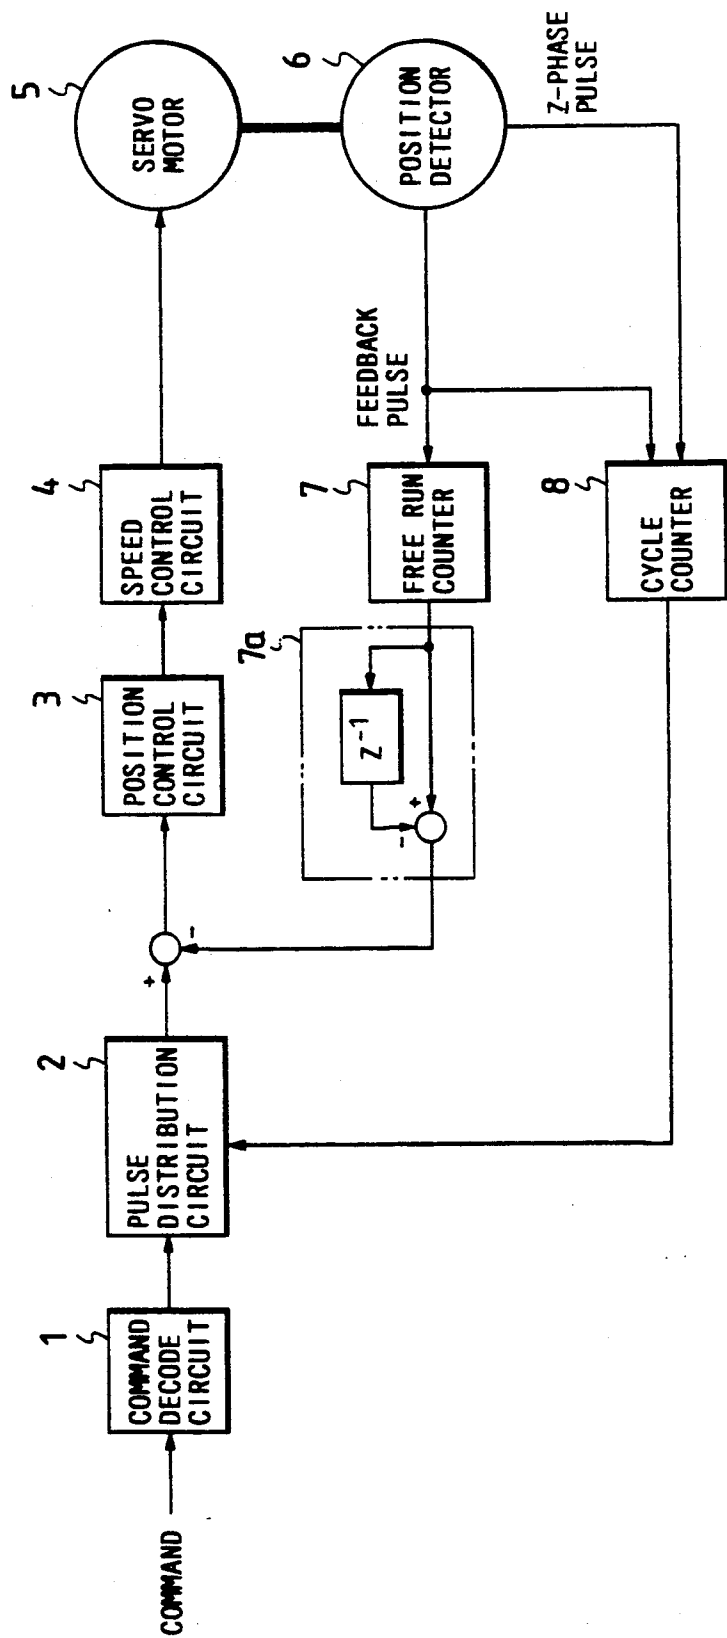 COMMAND
1
COMMAND
DECODE
CIRCUIT
2
PULSE
DISTRIBUTION
CIRCUIT
+
-
3
POSITION
CONTROL
CIRCUIT
4
SPEED
CONTROL
CIRCUIT
5
SERVO
MOTOR
6
POSITION
DETECTOR
Z-PHASE
PULSE
FEEDBACK
PULSE
7
FREE RUN
COUNTER
7a
Z⁻¹
+
-
8
CYCLE
COUNTER